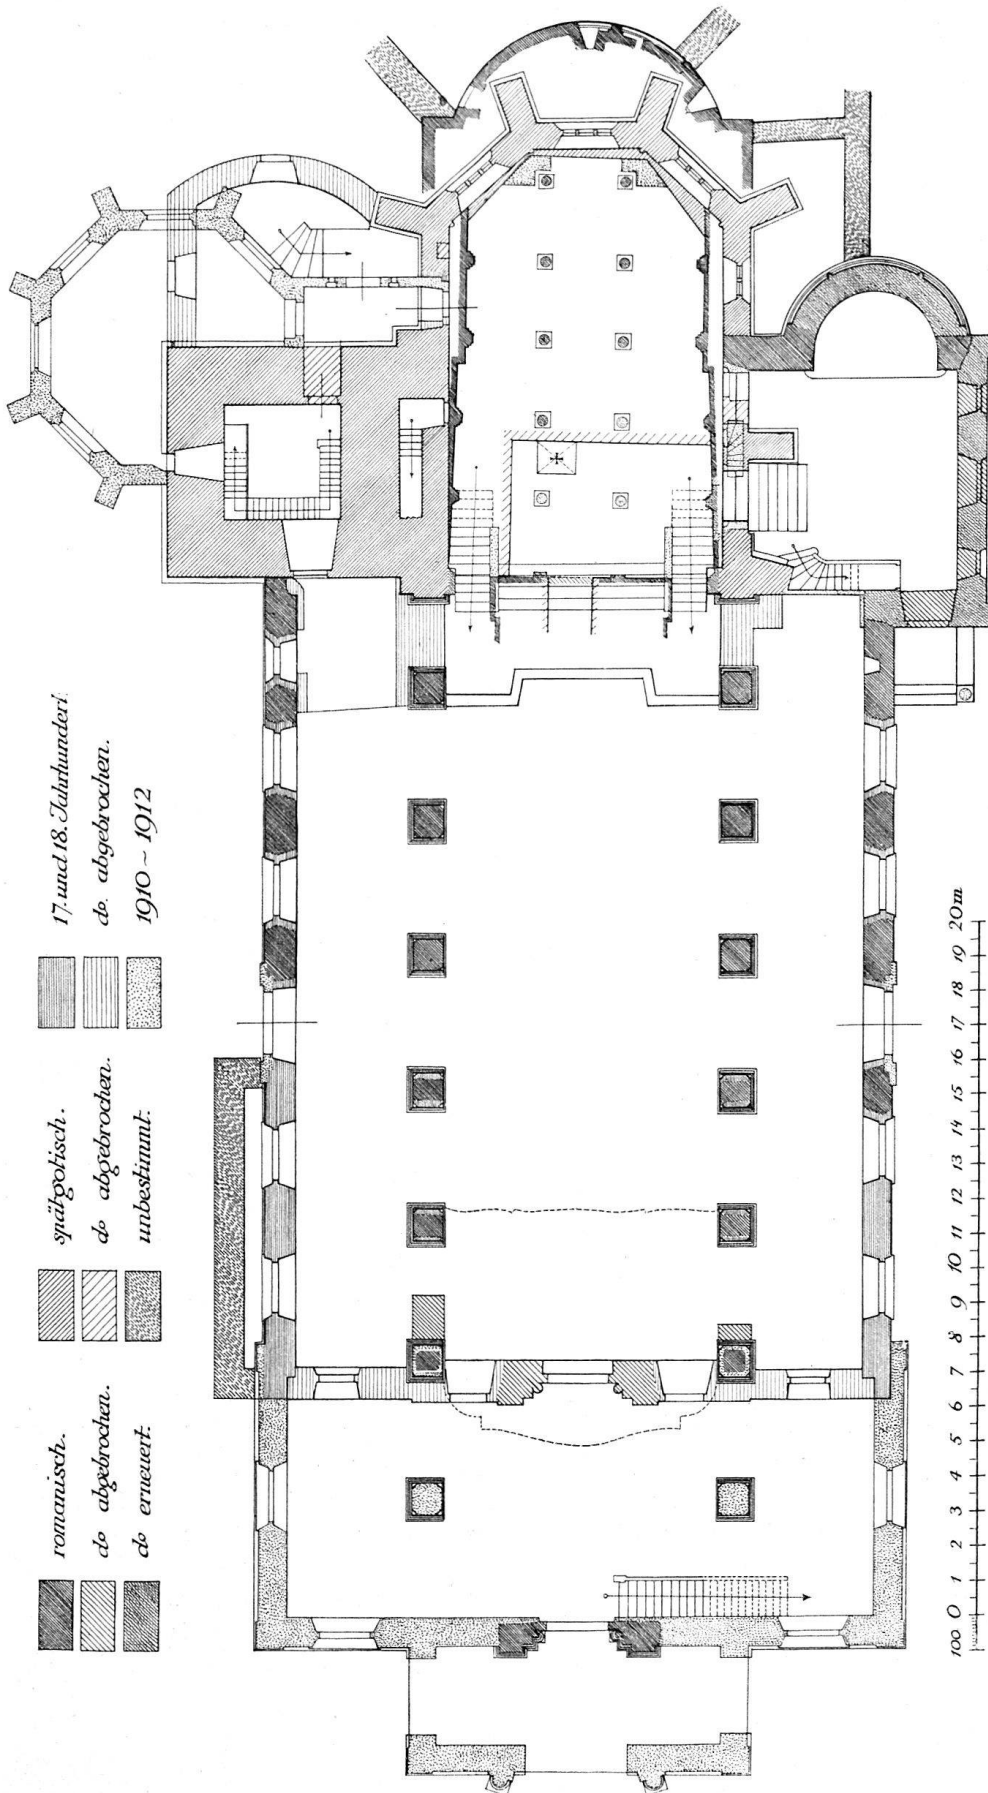 romanisch.
do abgebrochen.
do erneuert.
spätgotisch.
do abgebrochen.
unbestimmt.
17. und 18. Jahrhundert.
do. abgebrochen.
1910 ~ 1912
100 0 1 2 3 4 5 6 7 8 9 10 11 12 13 14 15 16 17 18 19 20 m